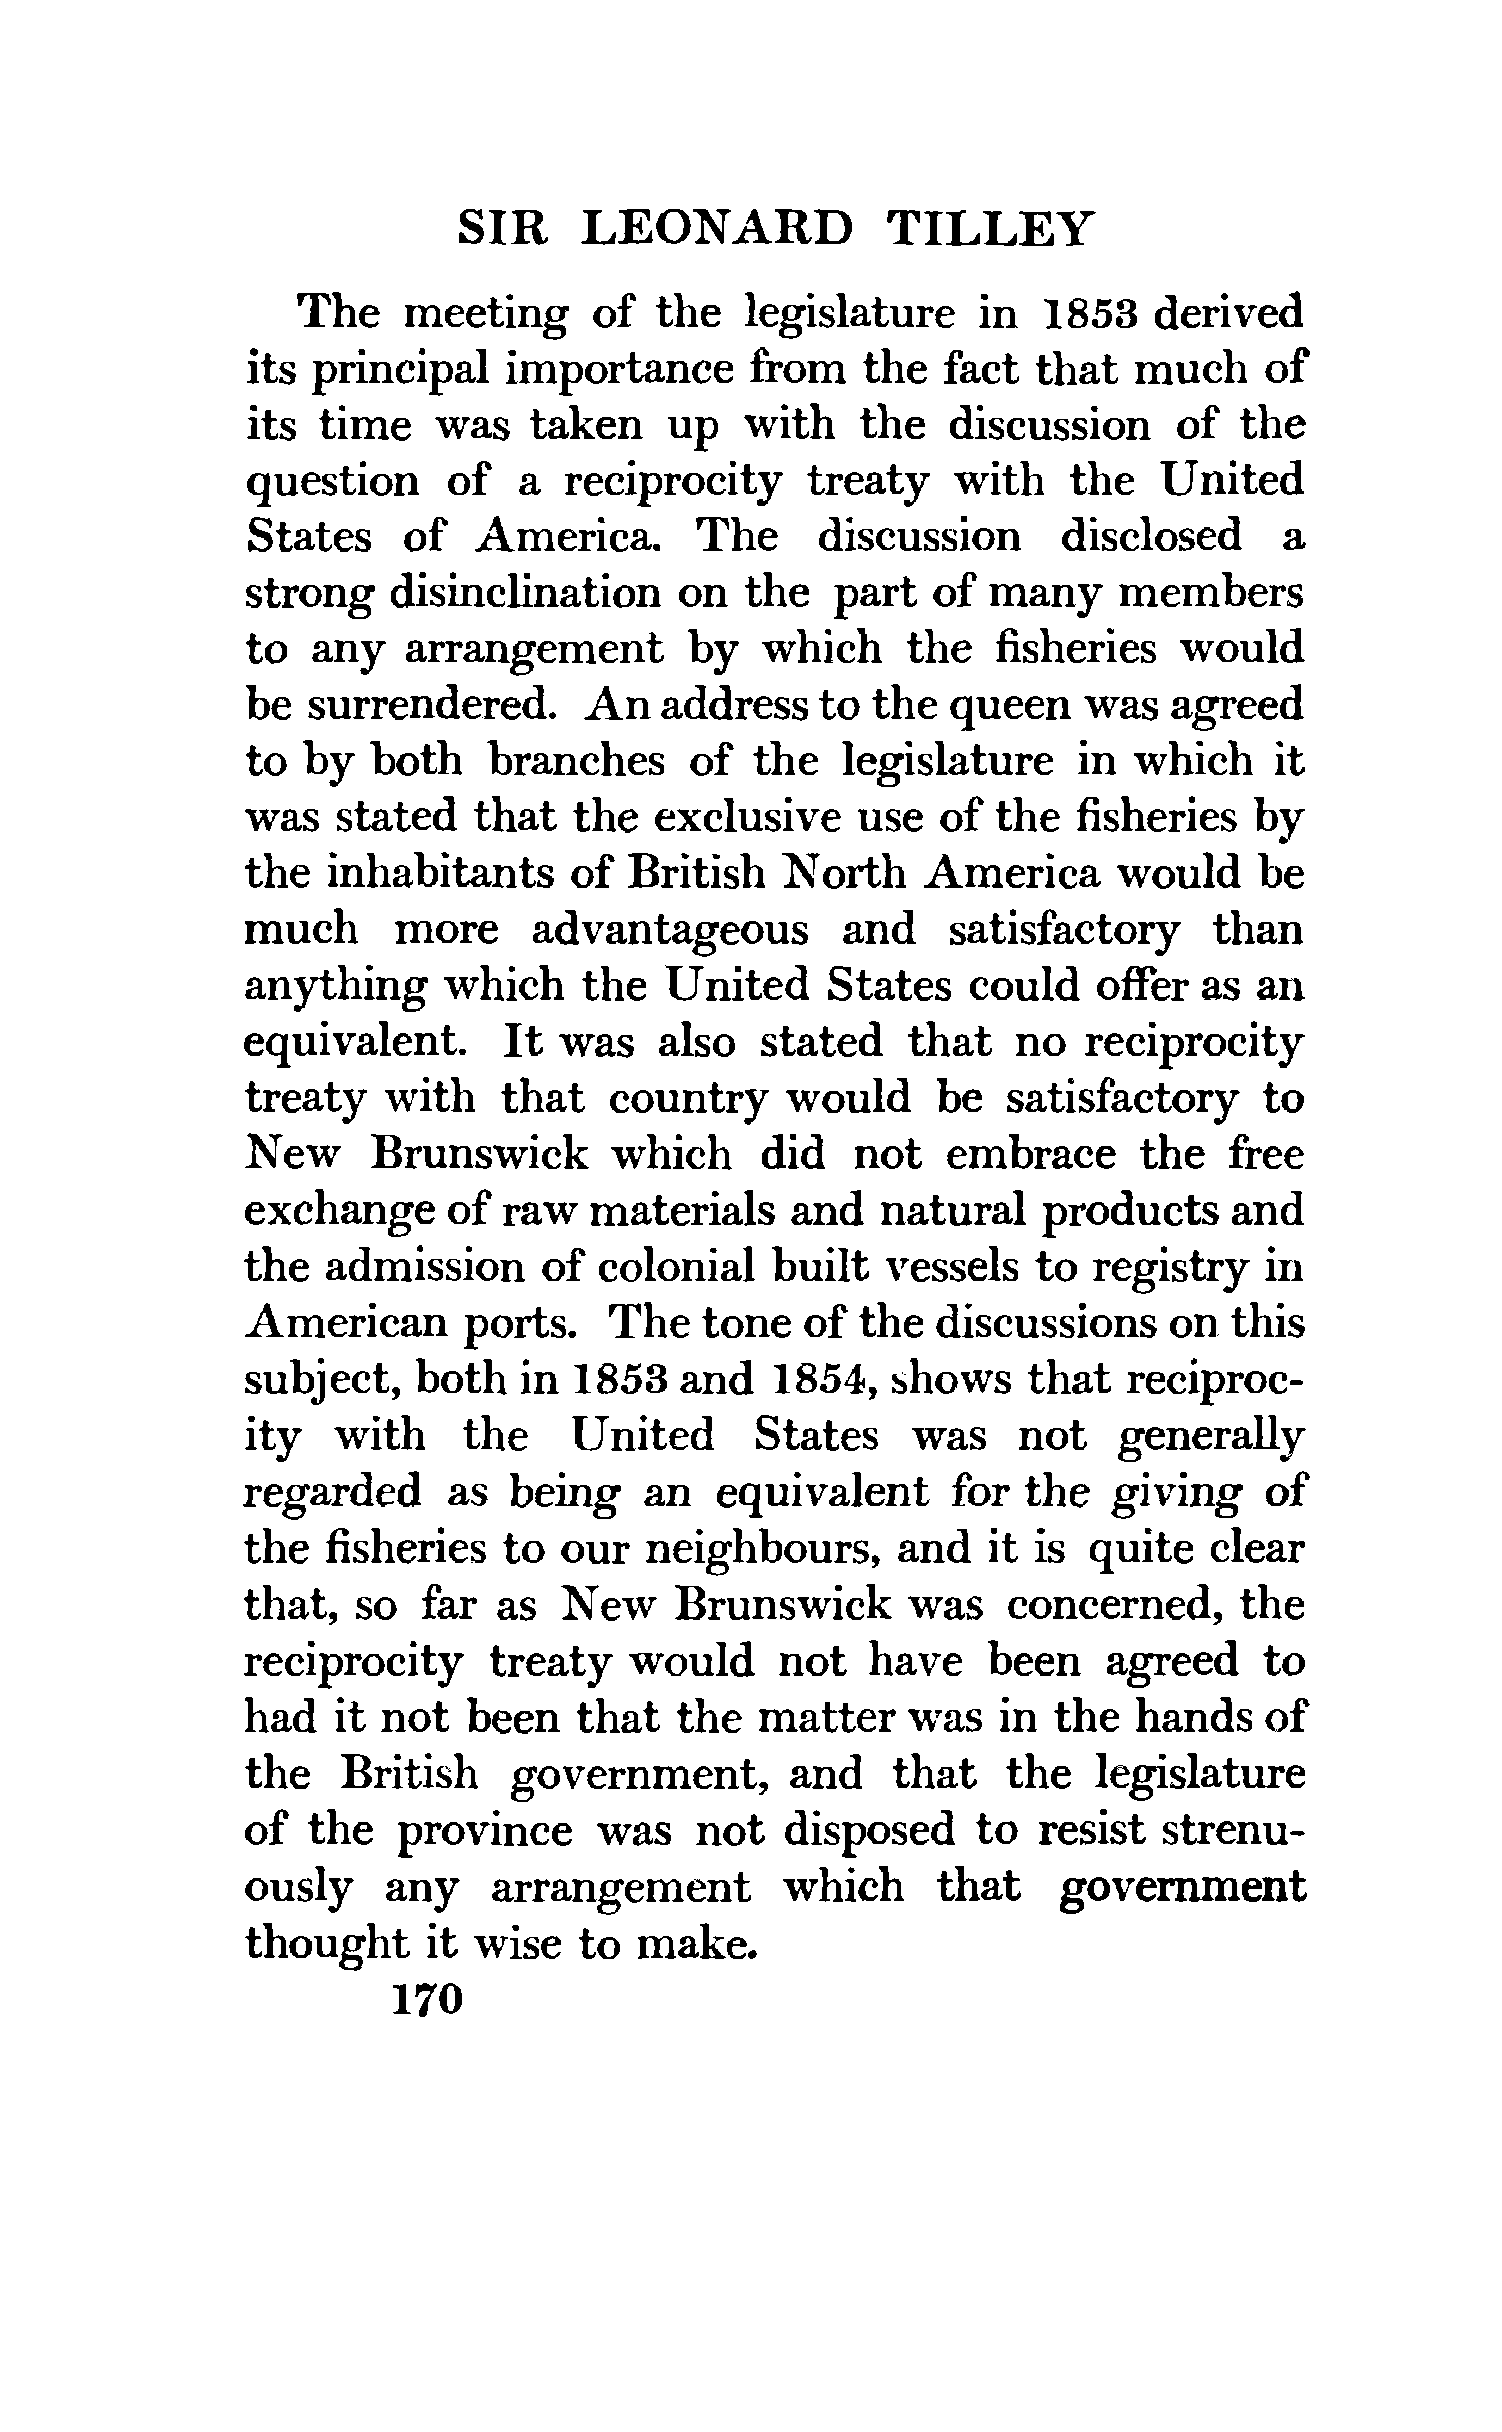 SIR LEONARD TILLEY
The meeting of the legislature in 1853 derived
its principal importance from the fact that much of
its time was taken up with the discussion of the
question of a reciprocity treaty with the United
States of America. The discussion disclosed a
strong disinclination on the part of many members
to any arrangement by which the fisheries would
be surrendered. An address to the queen was agreed
to by both branches of the legislature in which it
was stated that the exclusive use of the fisheries by
the inhabitants of British North America would be
much more advantageous and satisfactory than
anything which the United States could offer as an
equivalent. It was also stated that no reciprocity
treaty with that country would be satisfactory to
New Brunswick which did not embrace the free
exchange of raw materials and natural products and
the admission of colonial built vessels to registry in
American ports. The tone of the discussions on this
subject, both in 1853 and 1854, shows that reciproc-
ity with the United States was not generally
regarded as being an equivalent for the giving of
the fisheries to our neighbours, and it is quite clear
that, so far as New Brunswick was concerned, the
reciprocity treaty would not have been agreed to
had it not been that the matter was in the hands of
the British government, and that the legislature
of the province was not disposed to resist strenu-
ously any arrangement which that government
thought it wise to make.
170